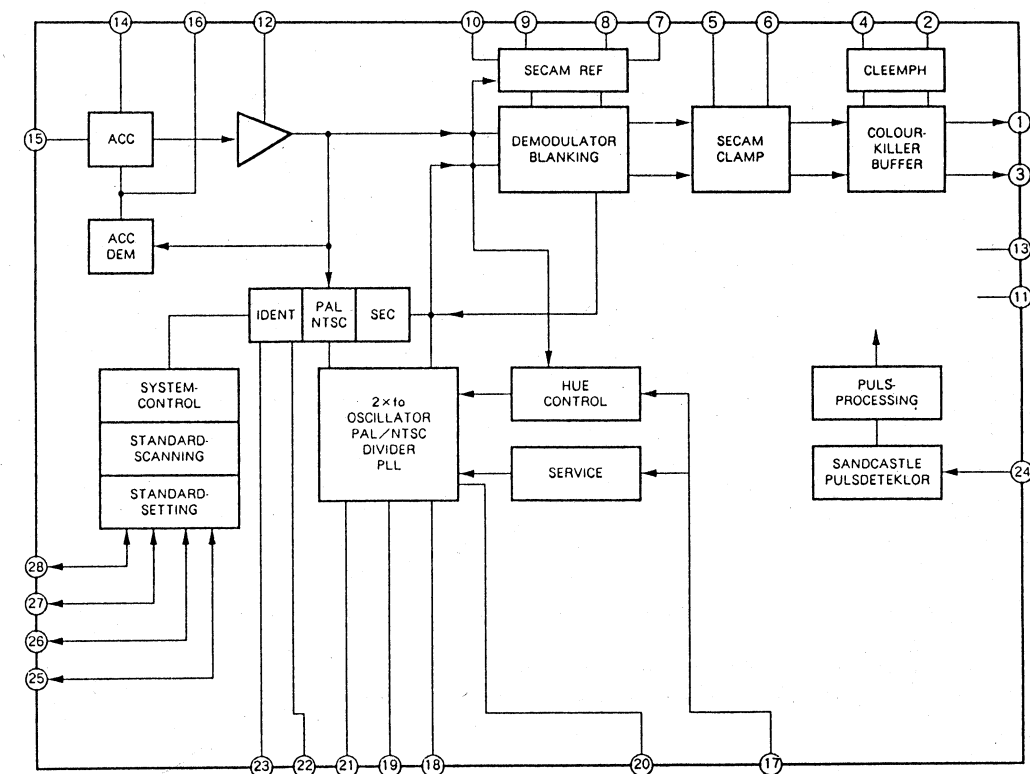 14
16
12
10
9
8
7
5
6
4
2
SECAM REF
CLEEMPH
15
ACC
DEMODULATOR
BLANKING
SECAM
CLAMP
COLOUR-
KILLER
BUFFER
1
3
ACC
DEM
13
11
IDENT
PAL
NTSC
SEC
SYSTEM-
CONTROL
STANDARD-
SCANNING
STANDARD-
SETTING
2×fo
OSCILLATOR
PAL/NTSC
DIVIDER
PLL
HUE
CONTROL
SERVICE
PULS-
PROCESSING
SANDCASTLE
PULSDETEKLOR
24
28
27
26
25
23
22
21
19
18
20
17